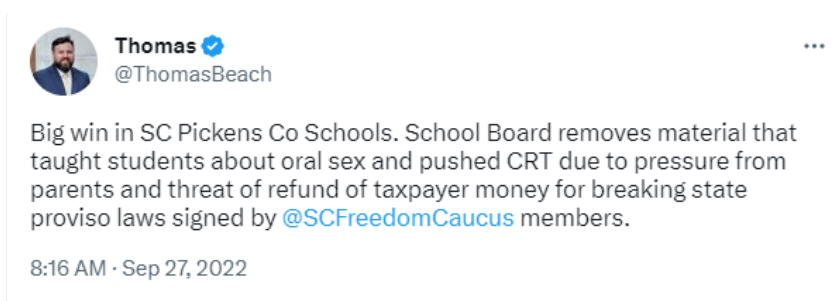 Thomas
@ThomasBeach
Big win in SC Pickens Co Schools. School Board removes material that
taught students about oral sex and pushed CRT due to pressure from
parents and threat of refund of taxpayer money for breaking state
proviso laws signed by @SCFreedomCaucus members.
8:16 AM · Sep 27, 2022